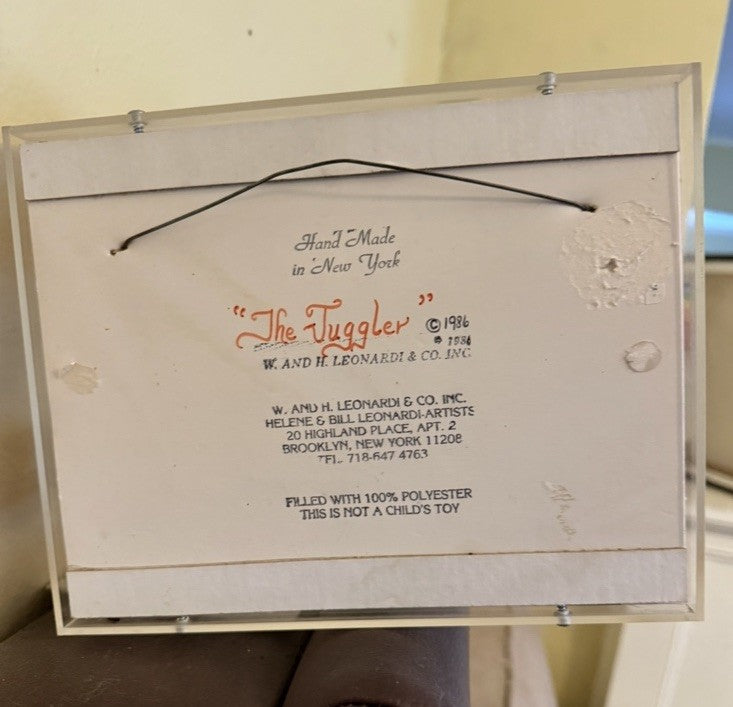 Hand Made
in New York
"The Juggler" © 1986
© 1986
W. AND H. LEONARDI & CO. INC.
W. AND H. LEONARDI & CO. INC.
HELENE & BILL LEONARDI-ARTISTS
20 HIGHLAND PLACE, APT. 2
BROOKLYN, NEW YORK 11208
TEL. 718-647 4763
FILLED WITH 100% POLYESTER
THIS IS NOT A CHILD'S TOY